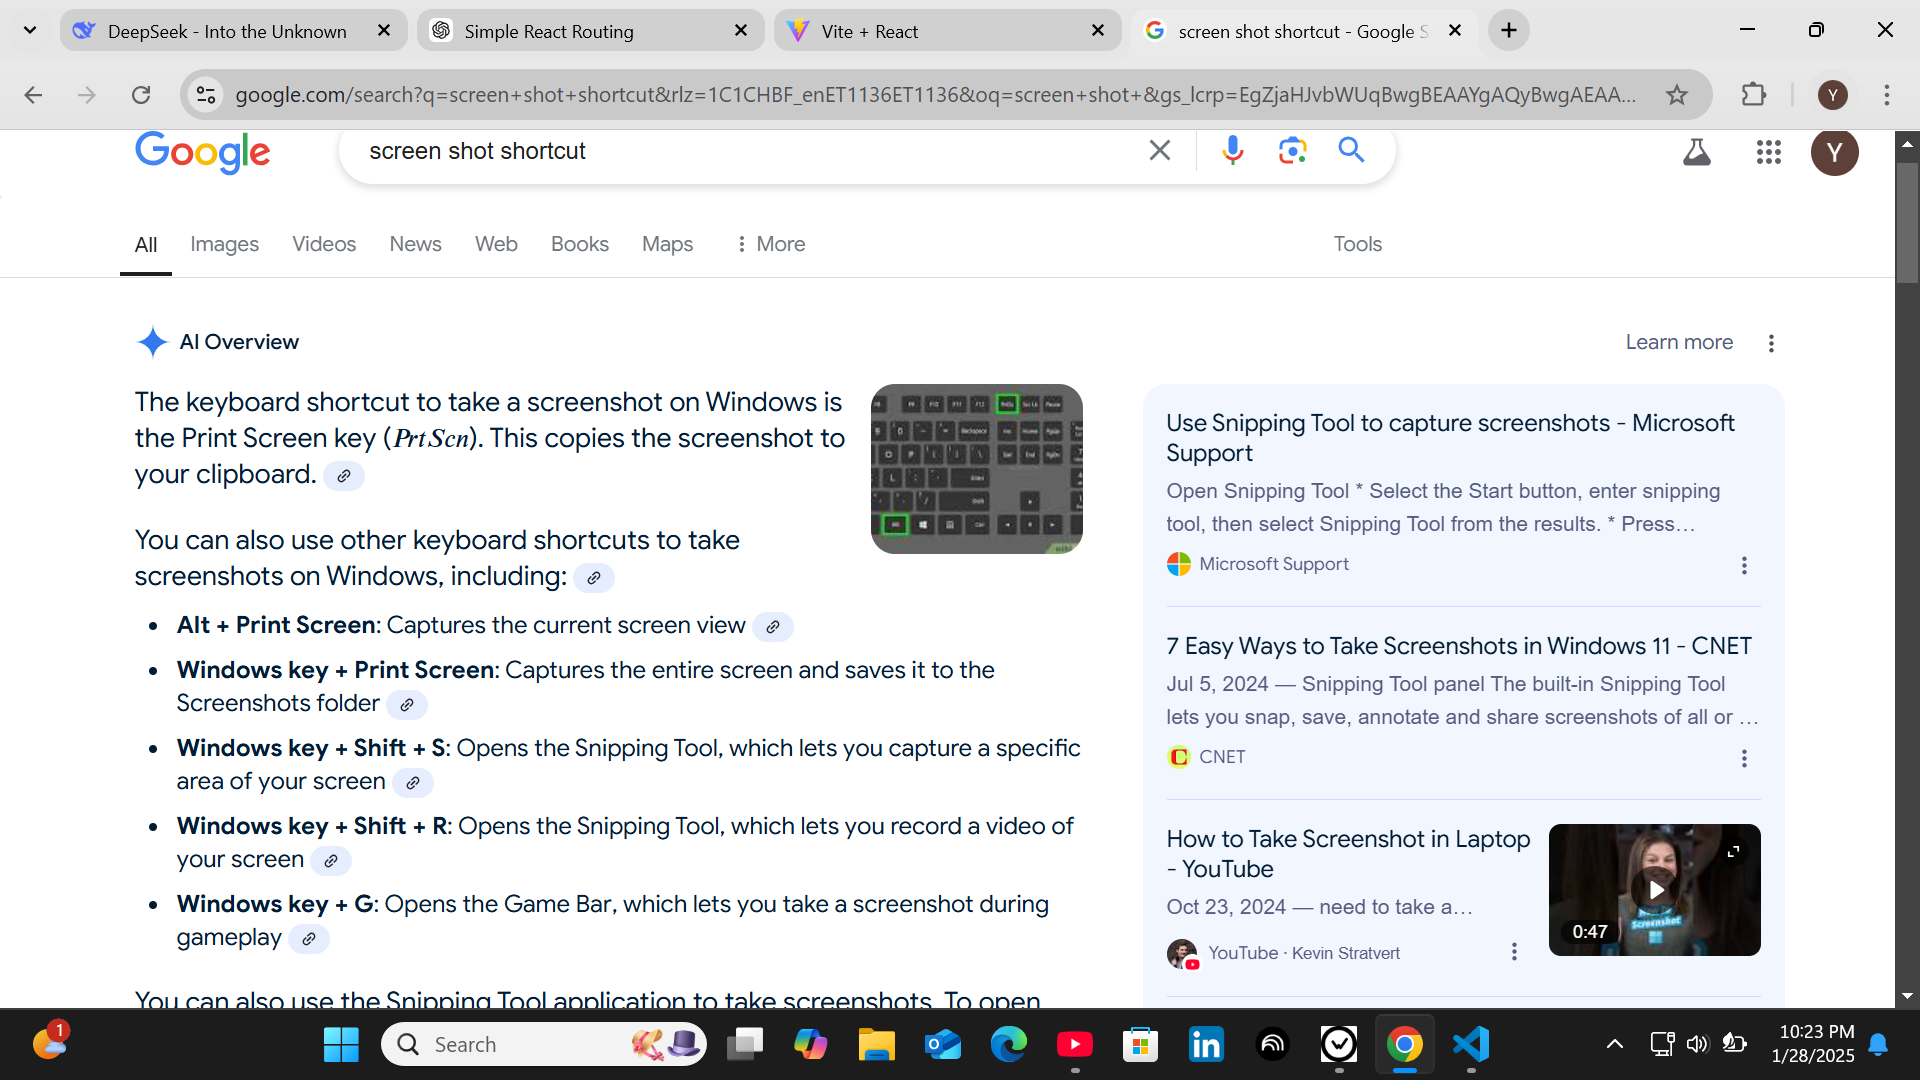 DeepSeek - Into the Unknown
Simple React Routing
Vite + React
screen shot shortcut - Google S
google.com/search?q=screen+shot+shortcut&rlz=1C1CHBF_enET1136ET1136&oq=screen+shot+&gs_lcrp=EgZjaHJvbWUqBwgBEAAYgAQyBwgAEAA...
Y
Google
screen shot shortcut
Y
All
Images
Videos
News
Web
Books
Maps
More
Tools
AI Overview
Learn more
The keyboard shortcut to take a screenshot on Windows is
the Print Screen key (PrtScn). This copies the screenshot to
your clipboard.
You can also use other keyboard shortcuts to take
screenshots on Windows, including:
Alt + Print Screen: Captures the current screen view
Windows key + Print Screen: Captures the entire screen and saves it to the
Screenshots folder
Windows key + Shift + S: Opens the Snipping Tool, which lets you capture a specific
area of your screen
Windows key + Shift + R: Opens the Snipping Tool, which lets you record a video of
your screen
Windows key + G: Opens the Game Bar, which lets you take a screenshot during
gameplay
You can also use the Snipping Tool application to take screenshots. To open
Use Snipping Tool to capture screenshots - Microsoft
Support
Open Snipping Tool * Select the Start button, enter snipping
tool, then select Snipping Tool from the results. * Press...
Microsoft Support
7 Easy Ways to Take Screenshots in Windows 11 - CNET
Jul 5, 2024 — Snipping Tool panel The built-in Snipping Tool
lets you snap, save, annotate and share screenshots of all or ...
CNET
How to Take Screenshot in Laptop
- YouTube
Oct 23, 2024 — need to take a...
YouTube · Kevin Stratvert
Screenshot
0:47
1
Search
10:23 PM
1/28/2025